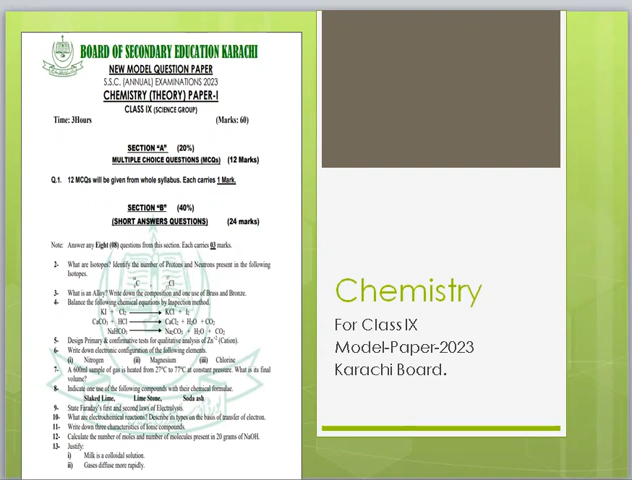 BOARD OF SECONDARY EDUCATION KARACHI
NEW MODEL QUESTION PAPER
S.S.C. (ANNUAL) EXAMINATIONS 2023
CHEMISTRY (THEORY) PAPER-I
CLASS IX (SCIENCE GROUP)
Time: 3Hours (Marks: 60)
SECTION "A" (20%)
MULTIPLE CHOICE QUESTIONS (MCQs) (12 Marks)
Q.1. 12 MCQs will be given from whole syllabus. Each carries 1 Mark.
SECTION "B" (40%)
(SHORT ANSWERS QUESTIONS) (24 marks)
Note: Answer any Eight (08) questions from this section. Each carries 03 marks.
2- What are Isotopes? Identify the number of Protons and Neutrons present in the following
Isotopes.
C , Cl
3- What is an Alloy? Write down the composition and one use of Brass and Bronze.
4- Balance the following chemical equations by Inspection method.
KI + Cl₂ ⟶ KCl + I₂
CaCO₃ + HCl ⟶ CaCl₂ + H₂O + CO₂
NaHCO₃ ⟶ Na₂CO₃ + H₂O + CO₂
5- Design Primary & confirmative tests for qualitative analysis of Zn⁺² (Cation).
6- Write down electronic configuration of the following elements.
(i) Nitrogen (ii) Magnesium (iii) Chlorine
7- A 600ml sample of gas is heated from 27°C to 77°C at constant pressure. What is its final
volume?
8- Indicate one use of following compounds with their chemical formulae.
Slaked Lime, Lime Stone, Soda ash
9- State Faraday's first and second laws of Electrolysis.
10- What are electrochemical reactions? Describe its types on the basis of transfer of electron.
11- Write down three characteristics of Ionic compounds.
12- Calculate the number of moles and number of molecules present in 20 grams of NaOH.
13- Justify:
i) Milk is a colloidal solution.
ii) Gases diffuse more rapidly.
Chemistry
For Class IX
Model-Paper-2023
Karachi Board.